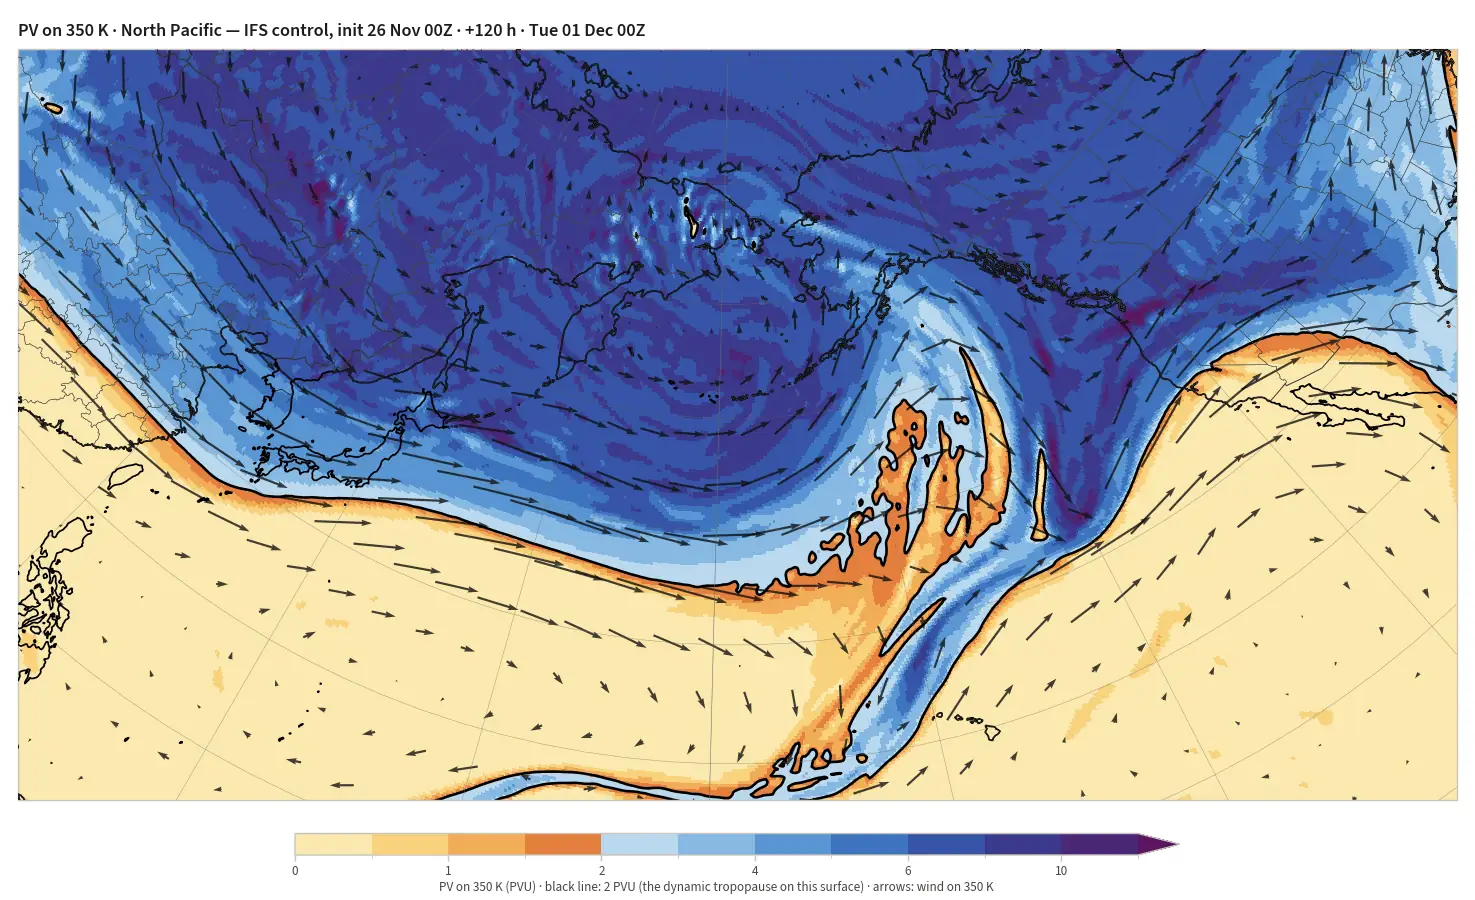 PV on 350 K · North Pacific — IFS control, init 26 Nov 00Z · +120 h · Tue 01 Dec 00Z
0 1 2 4 6 10
PV on 350 K (PVU) · black line: 2 PVU (the dynamic tropopause on this surface) · arrows: wind on 350 K